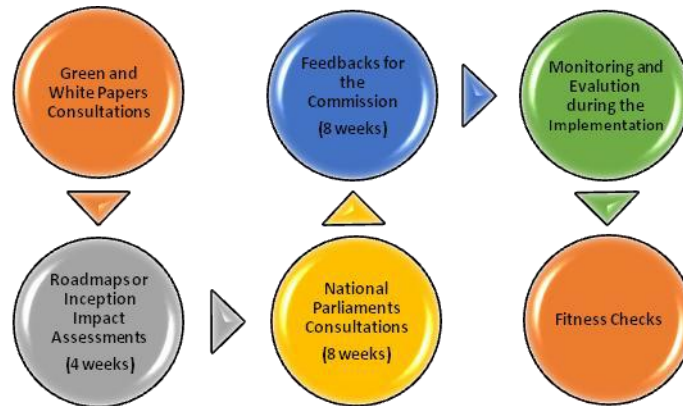 Green and
White Papers
Consultations
Roadmaps or
Inception
Impact
Assessments
(4 weeks)
National
Parliaments
Consultations
(8 weeks)
Feedbacks for
the
Commission
(8 weeks)
Monitoring and
Evalution
during the
Implementation
Fitness Checks